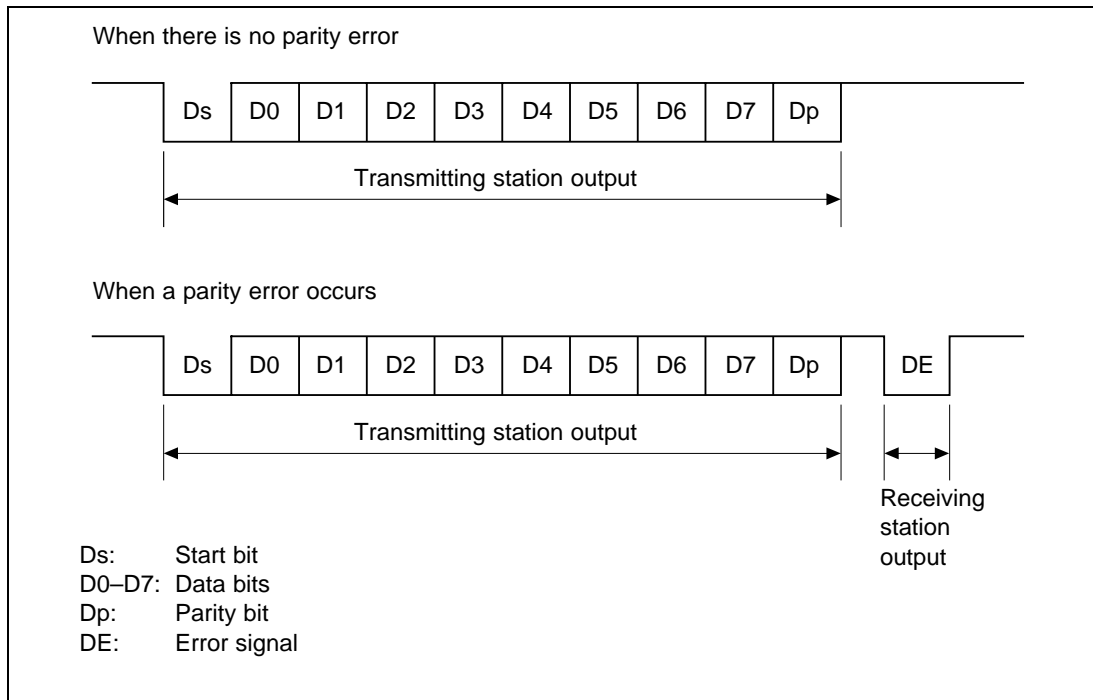 When there is no parity error
Ds D0 D1 D2 D3 D4 D5 D6 D7 Dp
Transmitting station output
When a parity error occurs
Ds D0 D1 D2 D3 D4 D5 D6 D7 Dp DE
Transmitting station output
Receiving
station
output
Ds: Start bit
D0–D7: Data bits
Dp: Parity bit
DE: Error signal